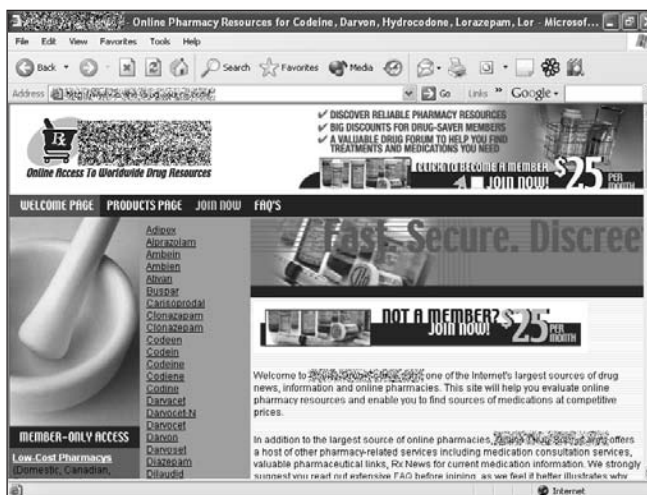 - Online Pharmacy Resources for Codeine, Darvon, Hydrocodone, Lorazepam, Lor - Microsof...
File Edit View Favorites Tools Help
Back Search Favorites Media
Address Go Links » Google
Rx
Online Access To Worldwide Drug Resources
✓ DISCOVER RELIABLE PHARMACY RESOURCES
✓ BIG DISCOUNTS FOR DRUG-SAVER MEMBERS
✓ A VALUABLE DRUG FORUM TO HELP YOU FIND
TREATMENTS AND MEDICATIONS YOU NEED
CLICK TO BECOME A MEMBER
JOIN NOW! $25 PER MONTH
WELCOME PAGE PRODUCTS PAGE JOIN NOW FAQ'S
Adipex
Alprazolam
Ambein
Ambien
Ativan
Buspar
Carisoprodal
Clonazapam
Clonazepam
Codeen
Codein
Codeine
Codiene
Codine
Darvacet
Darvocet-N
Darvocet
Darvon
Darvoset
Diazepam
Dilaudid
MEMBER-ONLY ACCESS
Low-Cost Pharmacys
(Domestic, Canadian,
Fast. Secure. Discree
NOT A MEMBER?
JOIN NOW! $25 PER MONTH
Welcome to one of the Internet's largest sources of drug
news, information and online pharmacies. This site will help you evaluate online
pharmacy resources and enable you to find sources of medications at competitive
prices.
In addition to the largest source of online pharmacies, offers
a host of other pharmacy-related services including medication consultation services,
valuable pharmaceutical links, Rx News for current medication information. We strongly
suggest you read out extensive FAQ before joining, as we feel it better illustrates why
Internet